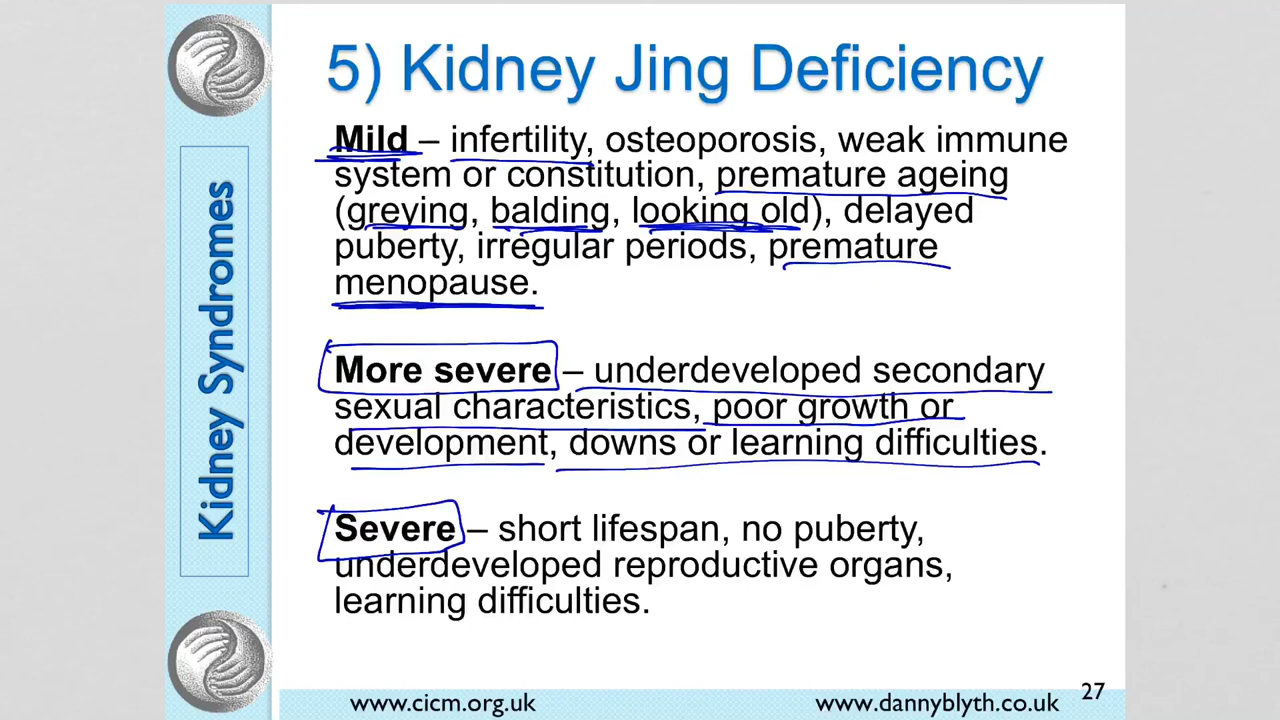 5) Kidney Jing Deficiency
Mild – infertility, osteoporosis, weak immune
system or constitution, premature ageing
(greying, balding, looking old), delayed
puberty, irregular periods, premature
menopause.
More severe – underdeveloped secondary
sexual characteristics, poor growth or
development, downs or learning difficulties.
Severe – short lifespan, no puberty,
underdeveloped reproductive organs,
learning difficulties.
Kidney Syndromes
www.cicm.org.uk
www.dannyblyth.co.uk
27